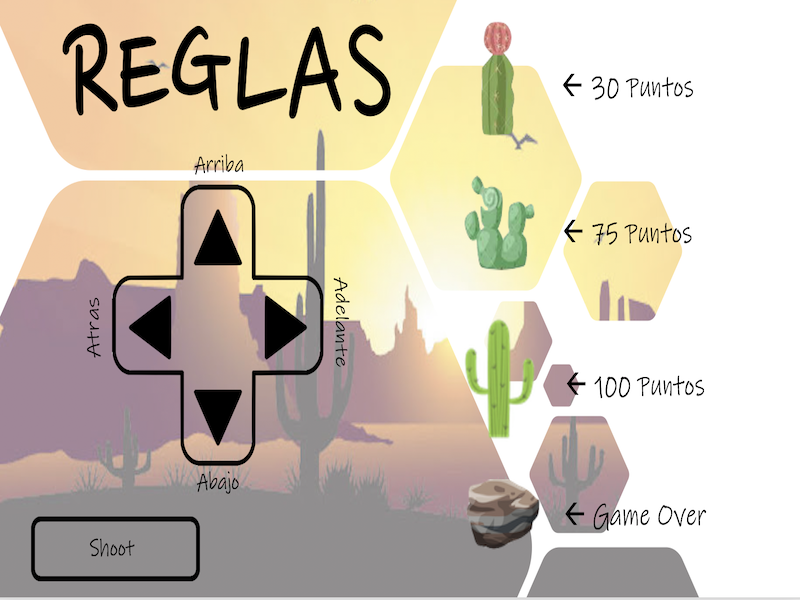 REGLAS
Arriba
Atras
Adelante
Abajo
Shoot
← 30 Puntos
← 75 Puntos
← 100 Puntos
← Game Over